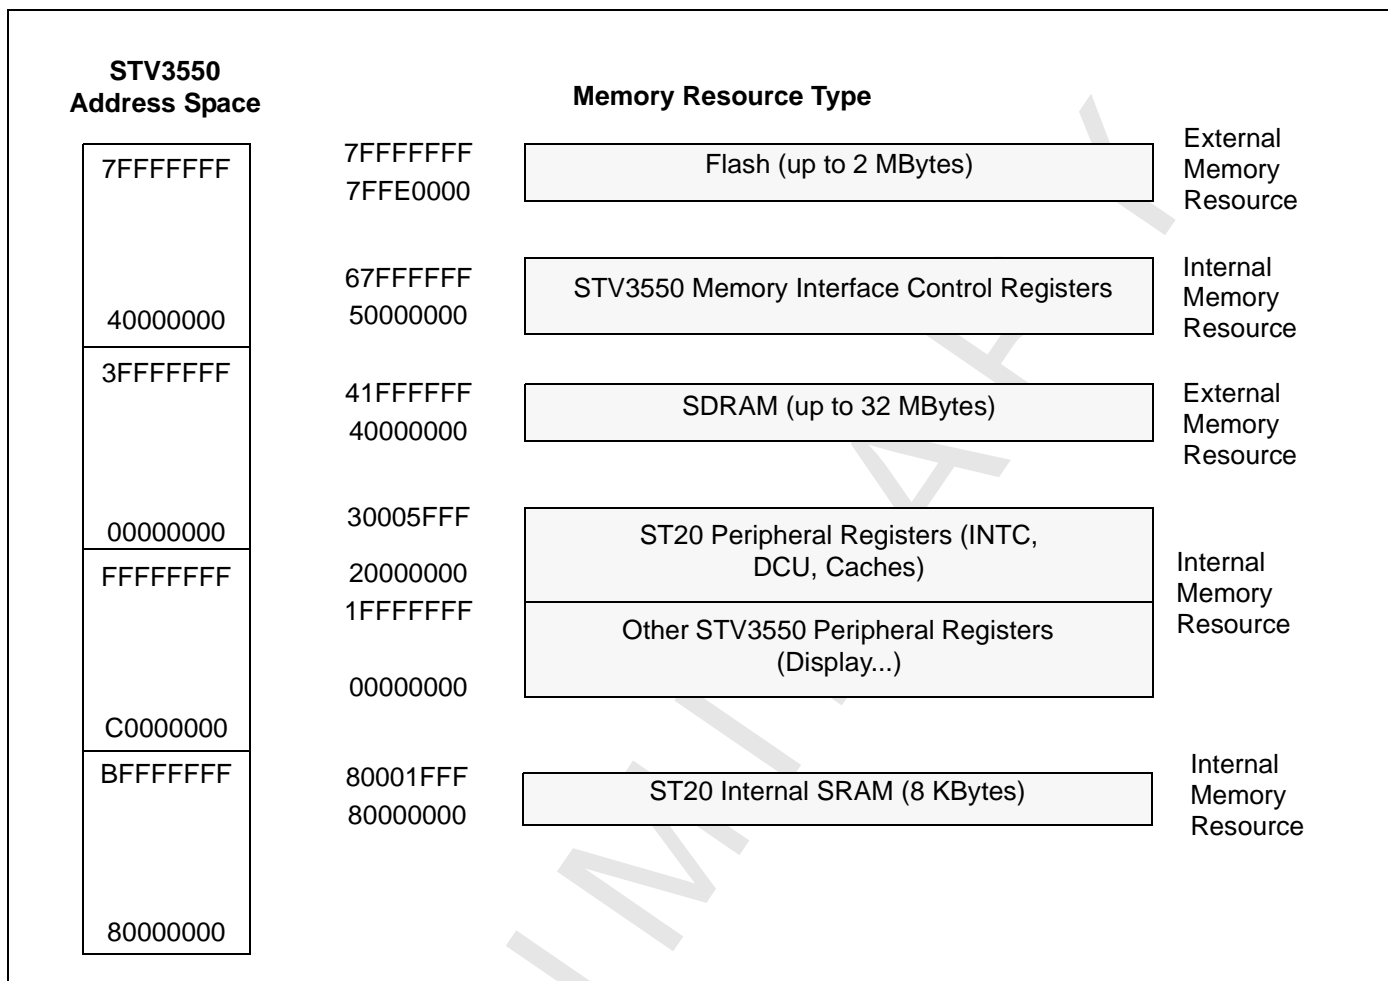 STV3550
Address Space
Memory Resource Type
7FFFFFFF
40000000
3FFFFFFF
00000000
FFFFFFFF
C0000000
BFFFFFFF
80000000
7FFFFFFF
7FFE0000
Flash (up to 2 MBytes)
External
Memory
Resource
67FFFFFF
50000000
STV3550 Memory Interface Control Registers
Internal
Memory
Resource
41FFFFFF
40000000
SDRAM (up to 32 MBytes)
External
Memory
Resource
30005FFF
20000000
ST20 Peripheral Registers (INTC,
DCU, Caches)
1FFFFFFF
00000000
Other STV3550 Peripheral Registers
(Display...)
Internal
Memory
Resource
80001FFF
80000000
ST20 Internal SRAM (8 KBytes)
Internal
Memory
Resource